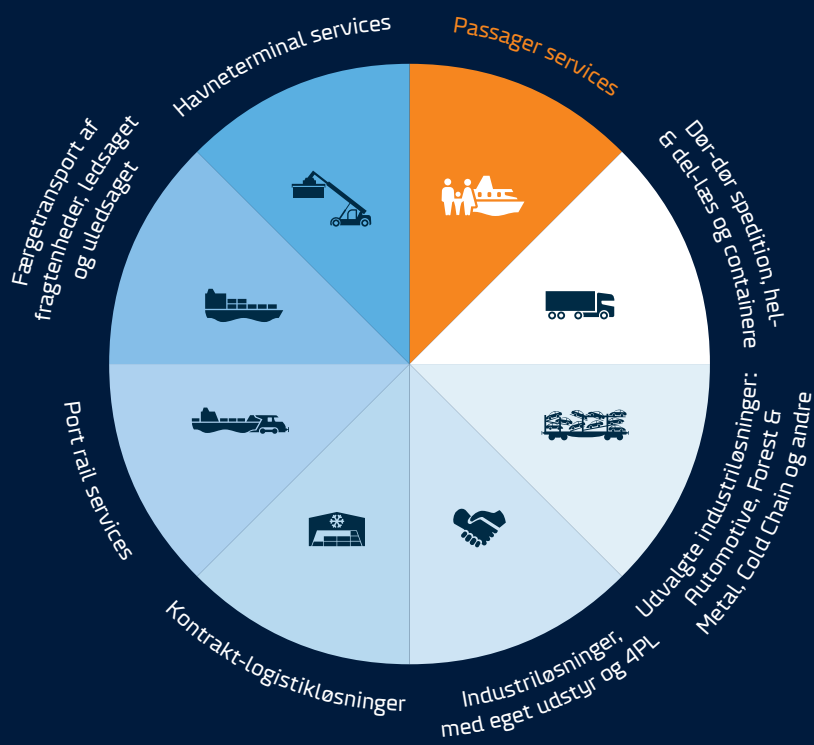 Passager services
Dør-dør spedition, hel-
& del-læs og containere
Udvalgte industriløsninger:
Automotive, Forest &
Metal, Cold Chain og andre
Industriløsninger,
med eget udstyr og 4PL
Kontrakt-logistikløsninger
Port rail services
Færgetransport af
fragtenheder, ledsaget
og uledsaget
Havneterminal services